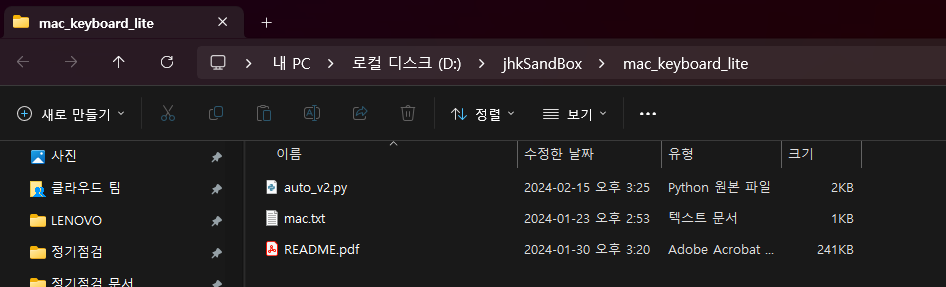 mac_keyboard_lite
내 PC > 로컬 디스크 (D:) > jhkSandBox > mac_keyboard_lite
새로 만들기 정렬 보기
이름 수정한 날짜 유형 크기
사진
클라우드 팀
LENOVO
정기점검
정기점검 문서
auto_v2.py 2024-02-15 오후 3:25 Python 원본 파일 2KB
mac.txt 2024-01-23 오후 2:53 텍스트 문서 1KB
README.pdf 2024-01-30 오후 3:20 Adobe Acrobat ... 241KB